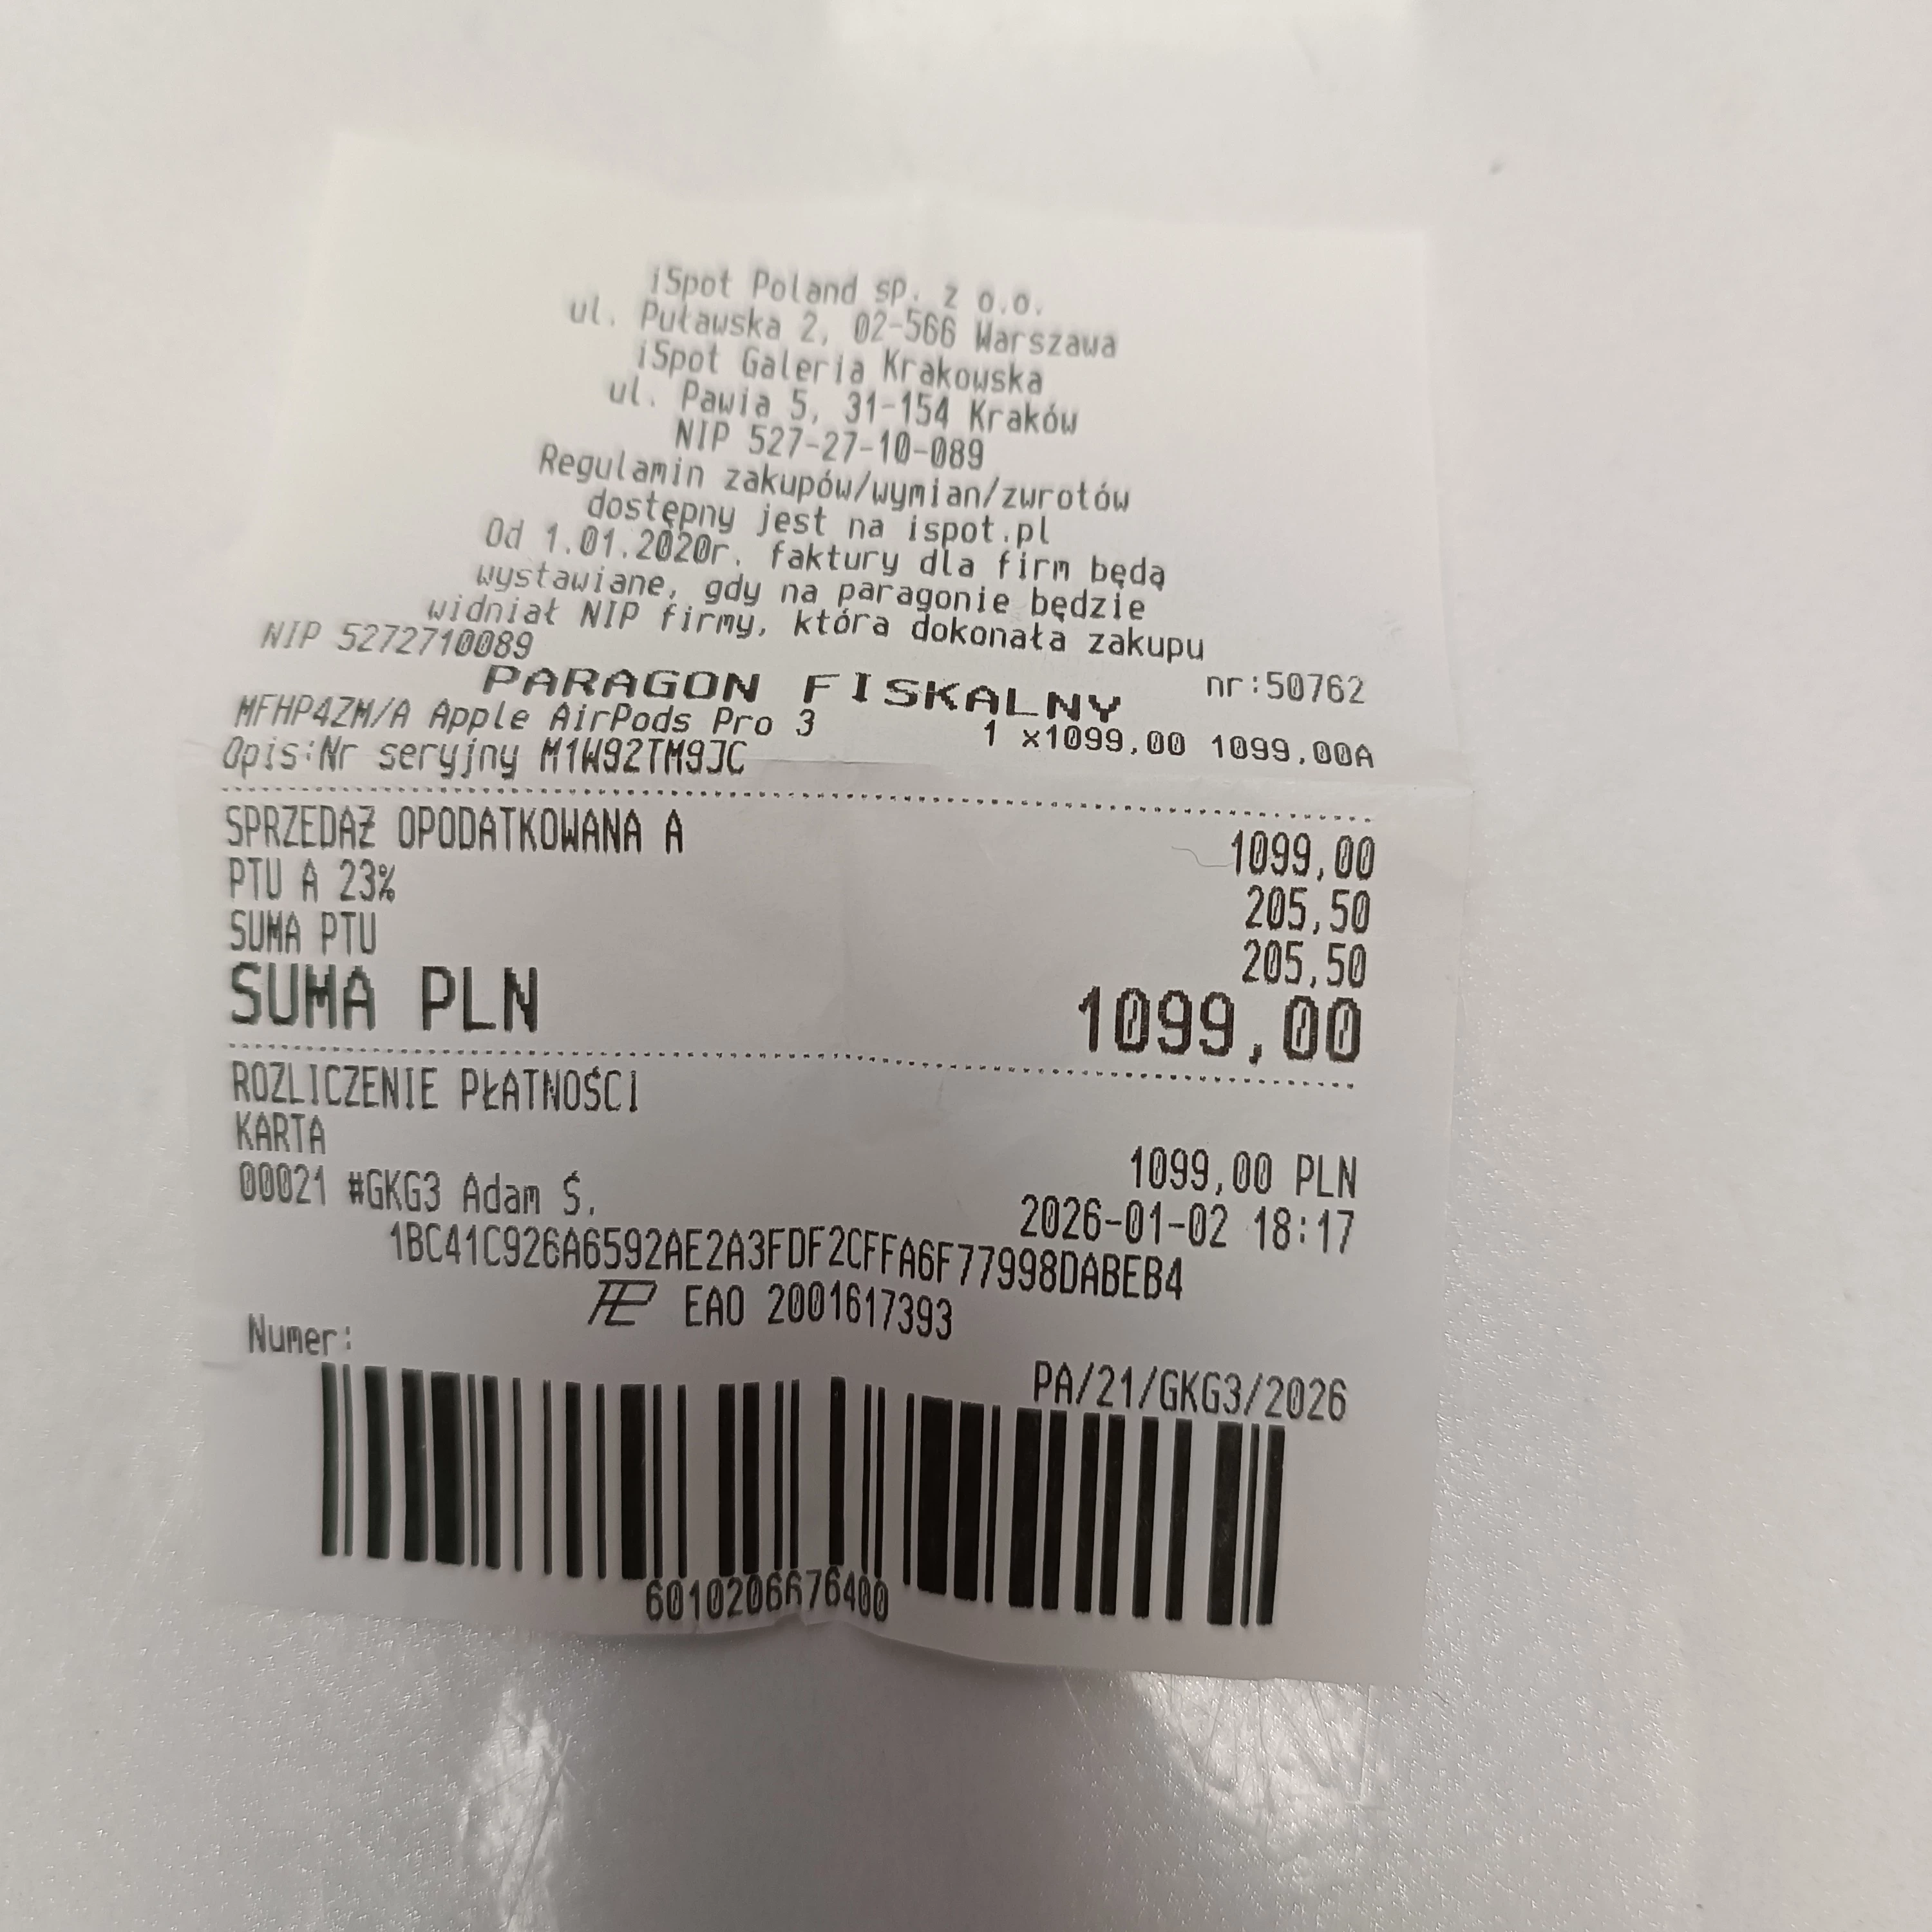 iSpot Poland sP. z o.o.
ul. Puławska 2, 02-566 Warszawa
iSpot Galeria Krakowska
ul. Pawia 5, 31-154 Kraków
NIP 527-27-10-089
Regulamin zakupów/wymian/zwrotów
dostępny jest na ispot.pl
Od 1.01.2020r. faktury dla firm będą
wystawiane, gdy na paragonie będzie
widniał NIP firmy, która dokonała zakupu
NIP 5272710089 nr:50762
PARAGON FISKALNY
MFHP4ZM/A Apple AirPods Pro 3 1 x1099,00 1099,00A
Opis:Nr seryjny M1W92TM9JC
SPRZEDAŻ OPODATKOWANA A 1099,00
PTU A 23% 205,50
SUMA PTU 205,50
SUMA PLN 1099,00
ROZLICZENIE PŁATNOŚCI
KARTA 1099,00 PLN
00021 #GKG3 Adam Ś. 2026-01-02 18:17
1BC41C926A6592AE2A3FDF2CFFA6F77998DABEB4
EAO 2001617393
Numer: PA/21/GKG3/2026
6010206676400